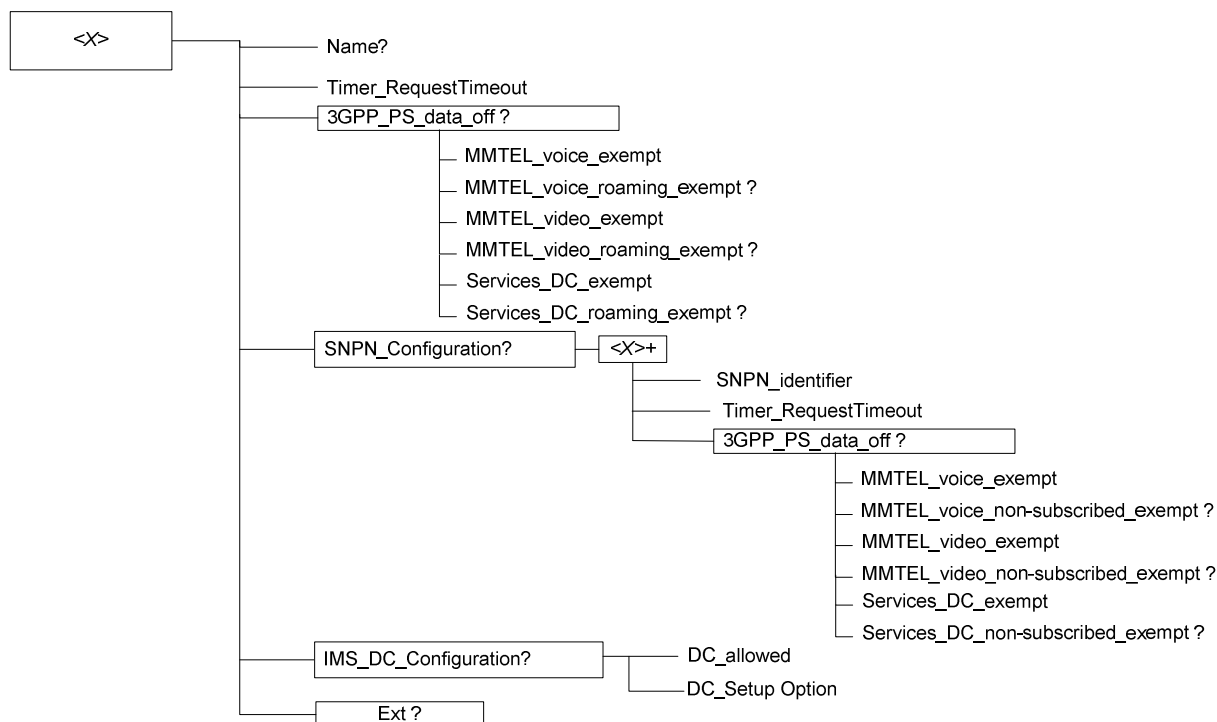 <X>
Name?
Timer_RequestTimeout
3GPP_PS_data_off ?
MMTEL_voice_exempt
MMTEL_voice_roaming_exempt ?
MMTEL_video_exempt
MMTEL_video_roaming_exempt ?
Services_DC_exempt
Services_DC_roaming_exempt ?
SNPN_Configuration?
<X>+
SNPN_identifier
Timer_RequestTimeout
3GPP_PS_data_off ?
MMTEL_voice_exempt
MMTEL_voice_non-subscribed_exempt ?
MMTEL_video_exempt
MMTEL_video_non-subscribed_exempt ?
Services_DC_exempt
Services_DC_non-subscribed_exempt ?
IMS_DC_Configuration?
DC_allowed
DC_Setup Option
Ext ?